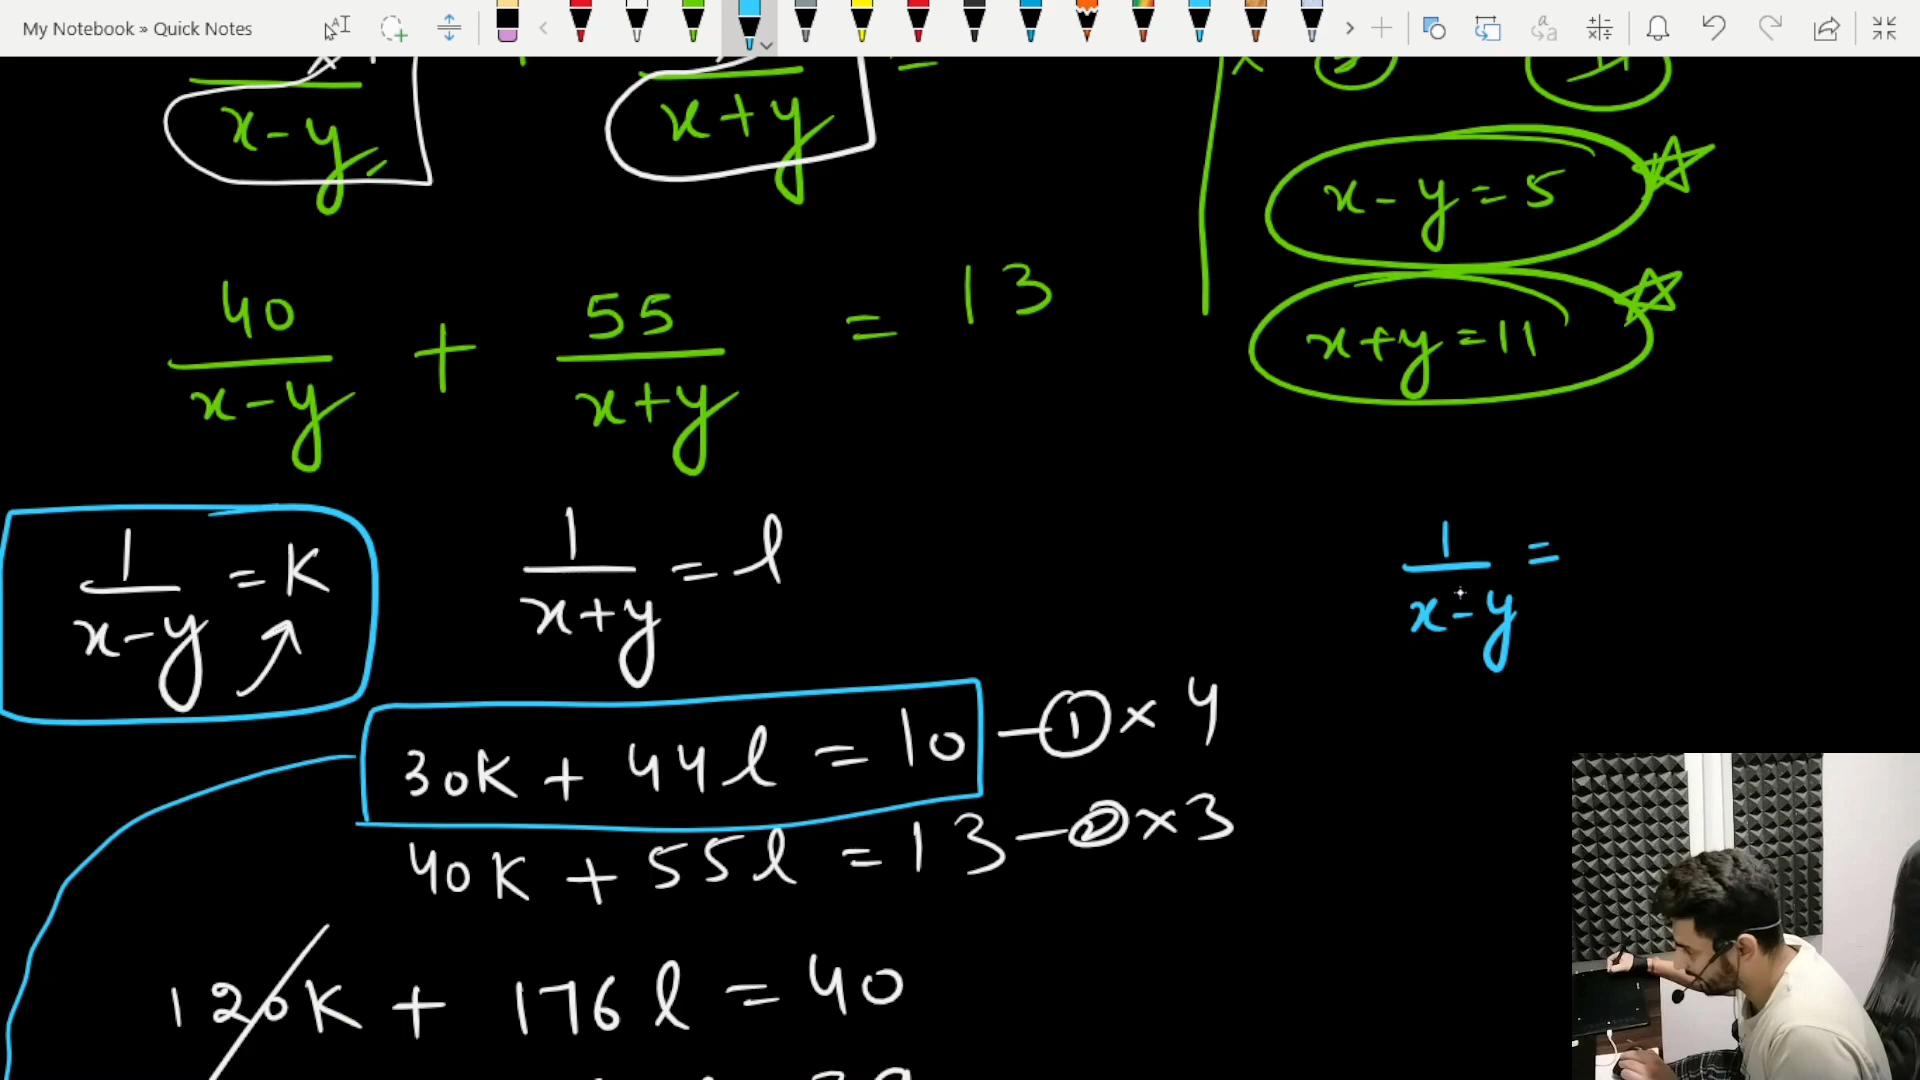 My Notebook » Quick Notes
x-y=
x+y
=
x-y=5
x+y=11
40/x-y + 55/x+y = 13
1/x-y = K
1/x+y = l
1/x-y =
30K + 44l = 10 — ① × 4
40K + 55l = 13 — ② × 3
120K + 176l = 40